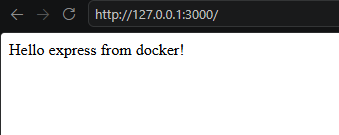 http://127.0.0.1:3000/
Hello express from docker!